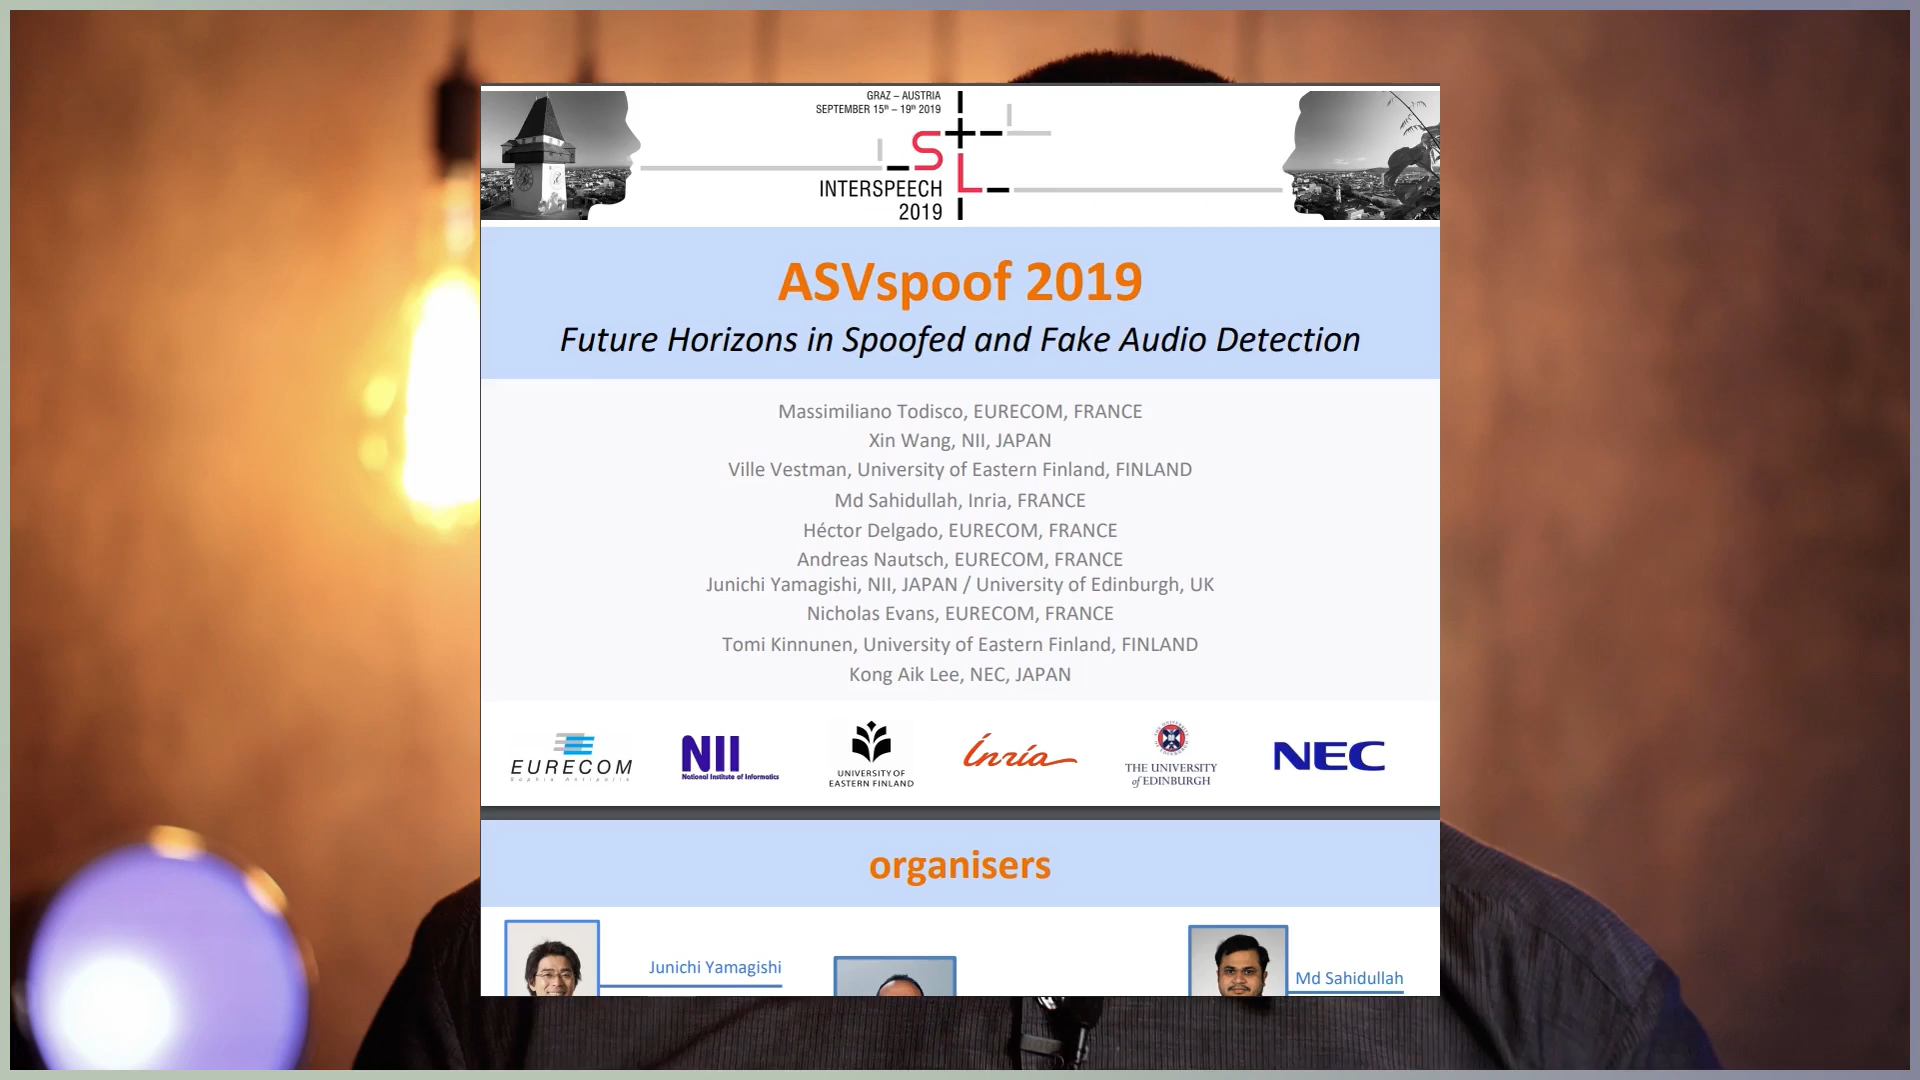 GRAZ – AUSTRIA
SEPTEMBER 15th – 19th 2019
S
L
INTERSPEECH
2019
ASVspoof 2019
Future Horizons in Spoofed and Fake Audio Detection
Massimiliano Todisco, EURECOM, FRANCE
Xin Wang, NII, JAPAN
Ville Vestman, University of Eastern Finland, FINLAND
Md Sahidullah, Inria, FRANCE
Héctor Delgado, EURECOM, FRANCE
Andreas Nautsch, EURECOM, FRANCE
Junichi Yamagishi, NII, JAPAN / University of Edinburgh, UK
Nicholas Evans, EURECOM, FRANCE
Tomi Kinnunen, University of Eastern Finland, FINLAND
Kong Aik Lee, NEC, JAPAN
EURECOM
Sophia Antipolis
NII
National Institute of Informatics
UNIVERSITY OF
EASTERN FINLAND
Inria
THE UNIVERSITY
of EDINBURGH
NEC
organisers
Junichi Yamagishi
Md Sahidullah